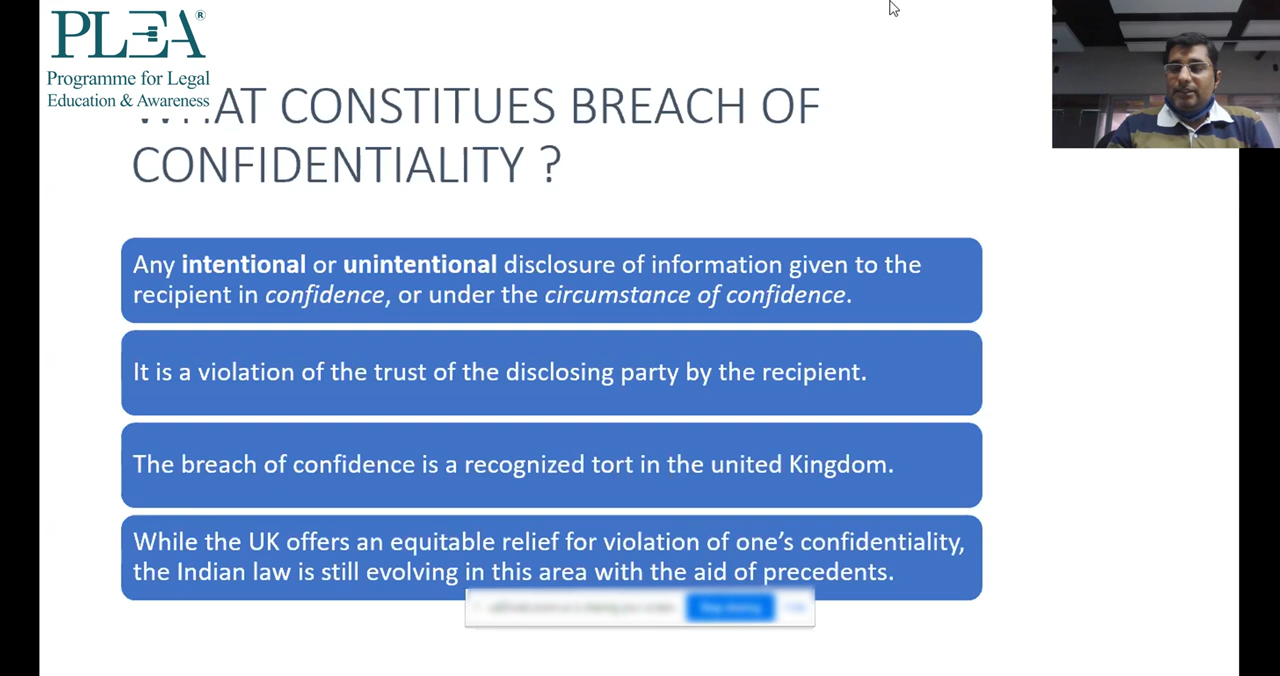 PLEA®
Programme for Legal
Education & Awareness
AT CONSTITUES BREACH OF
CONFIDENTIALITY ?
Any intentional or unintentional disclosure of information given to the
recipient in confidence, or under the circumstance of confidence.
It is a violation of the trust of the disclosing party by the recipient.
The breach of confidence is a recognized tort in the united Kingdom.
While the UK offers an equitable relief for violation of one’s confidentiality,
the Indian law is still evolving in this area with the aid of precedents.